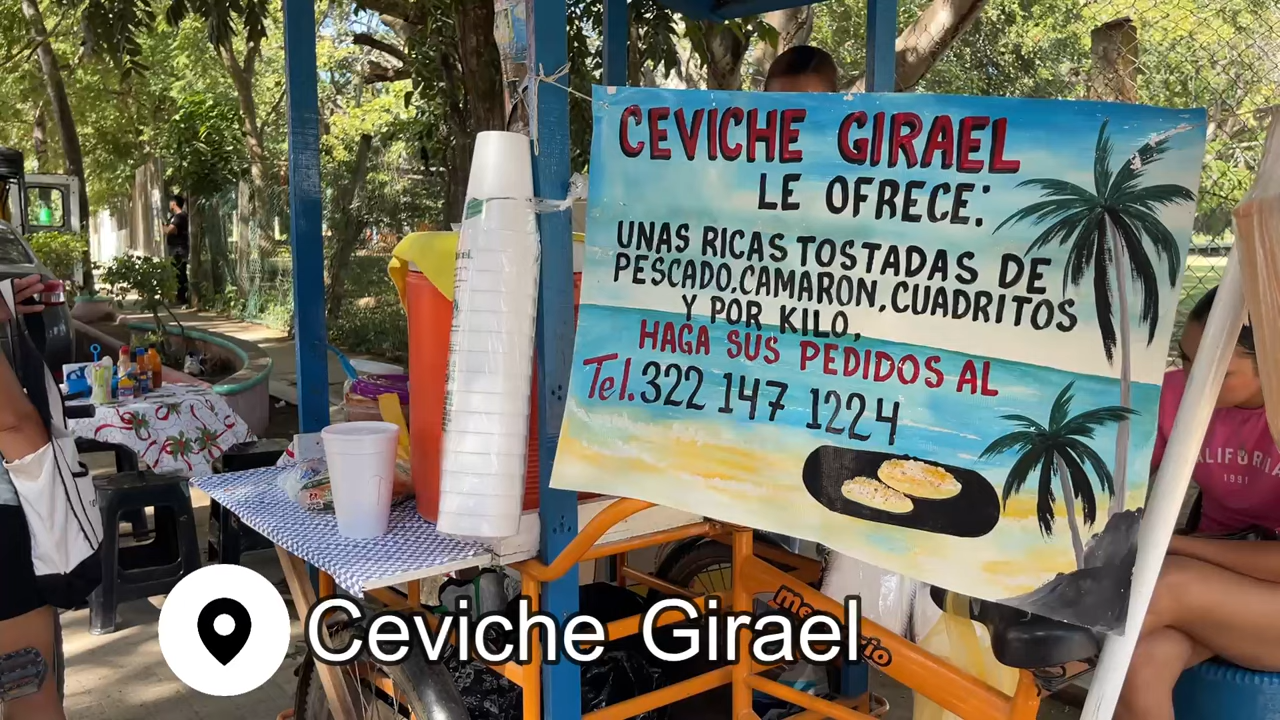 CEVICHE GIRAEL
LE OFRECE:
UNAS RICAS TOSTADAS DE
PESCADO, CAMARON, CUADRITOS
Y POR KILO,
HAGA SUS PEDIDOS AL
Tel. 322 147 1224
1991
Ceviche Girael